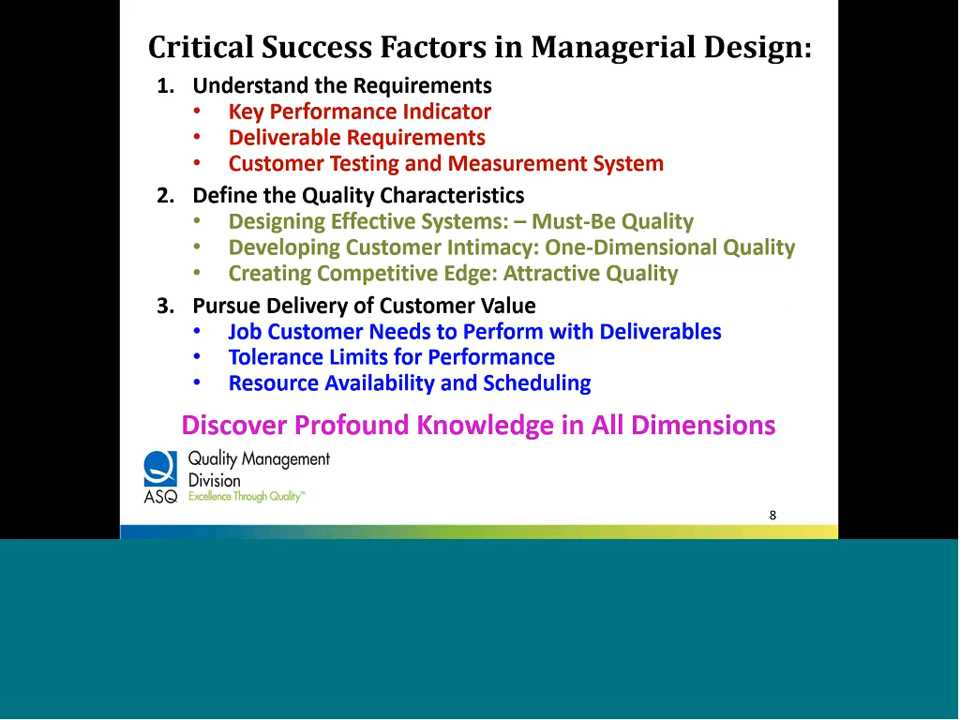 Critical Success Factors in Managerial Design:
1. Understand the Requirements
• Key Performance Indicator
• Deliverable Requirements
• Customer Testing and Measurement System
2. Define the Quality Characteristics
• Designing Effective Systems: – Must-Be Quality
• Developing Customer Intimacy: One-Dimensional Quality
• Creating Competitive Edge: Attractive Quality
3. Pursue Delivery of Customer Value
• Job Customer Needs to Perform with Deliverables
• Tolerance Limits for Performance
• Resource Availability and Scheduling
Discover Profound Knowledge in All Dimensions
Quality Management
Division
ASQ Excellence Through Quality™
8